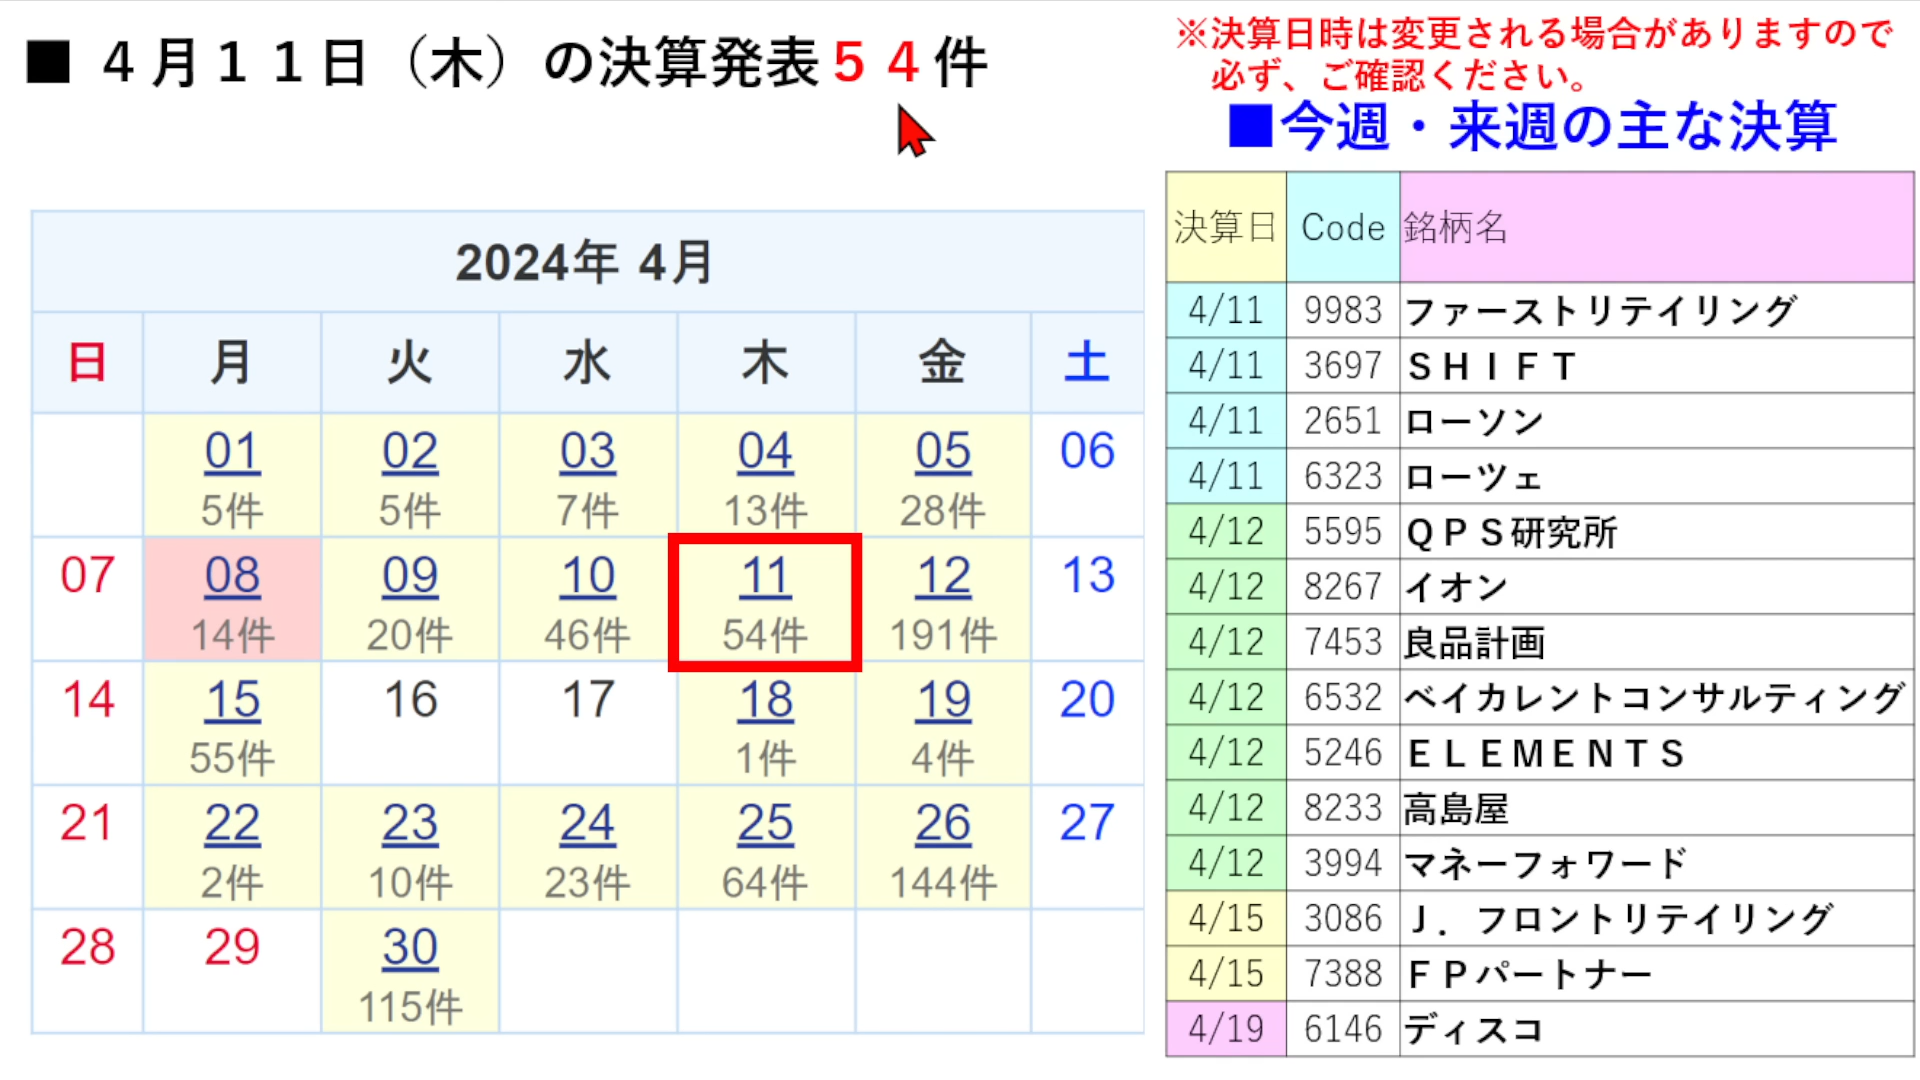 ■ ４月１１日（木）の決算発表５４件
※決算日時は変更される場合がありますので
必ず、ご確認ください。
■今週・来週の主な決算
2024年 4月
日 月 火 水 木 金 土
01 02 03 04 05 06
5件 5件 7件 13件 28件
07 08 09 10 11 12 13
14件 20件 46件 54件 191件
14 15 16 17 18 19 20
55件 1件 4件
21 22 23 24 25 26 27
2件 10件 23件 64件 144件
28 29 30
115件
決算日 Code 銘柄名
4/11 9983 ファーストリテイリング
4/11 3697 ＳＨＩＦＴ
4/11 2651 ローソン
4/11 6323 ローツェ
4/12 5595 ＱＰＳ研究所
4/12 8267 イオン
4/12 7453 良品計画
4/12 6532 ベイカレントコンサルティング
4/12 5246 ＥＬＥＭＥＮＴＳ
4/12 8233 高島屋
4/12 3994 マネーフォワード
4/15 3086 Ｊ．フロントリテイリング
4/15 7388 ＦＰパートナー
4/19 6146 ディスコ